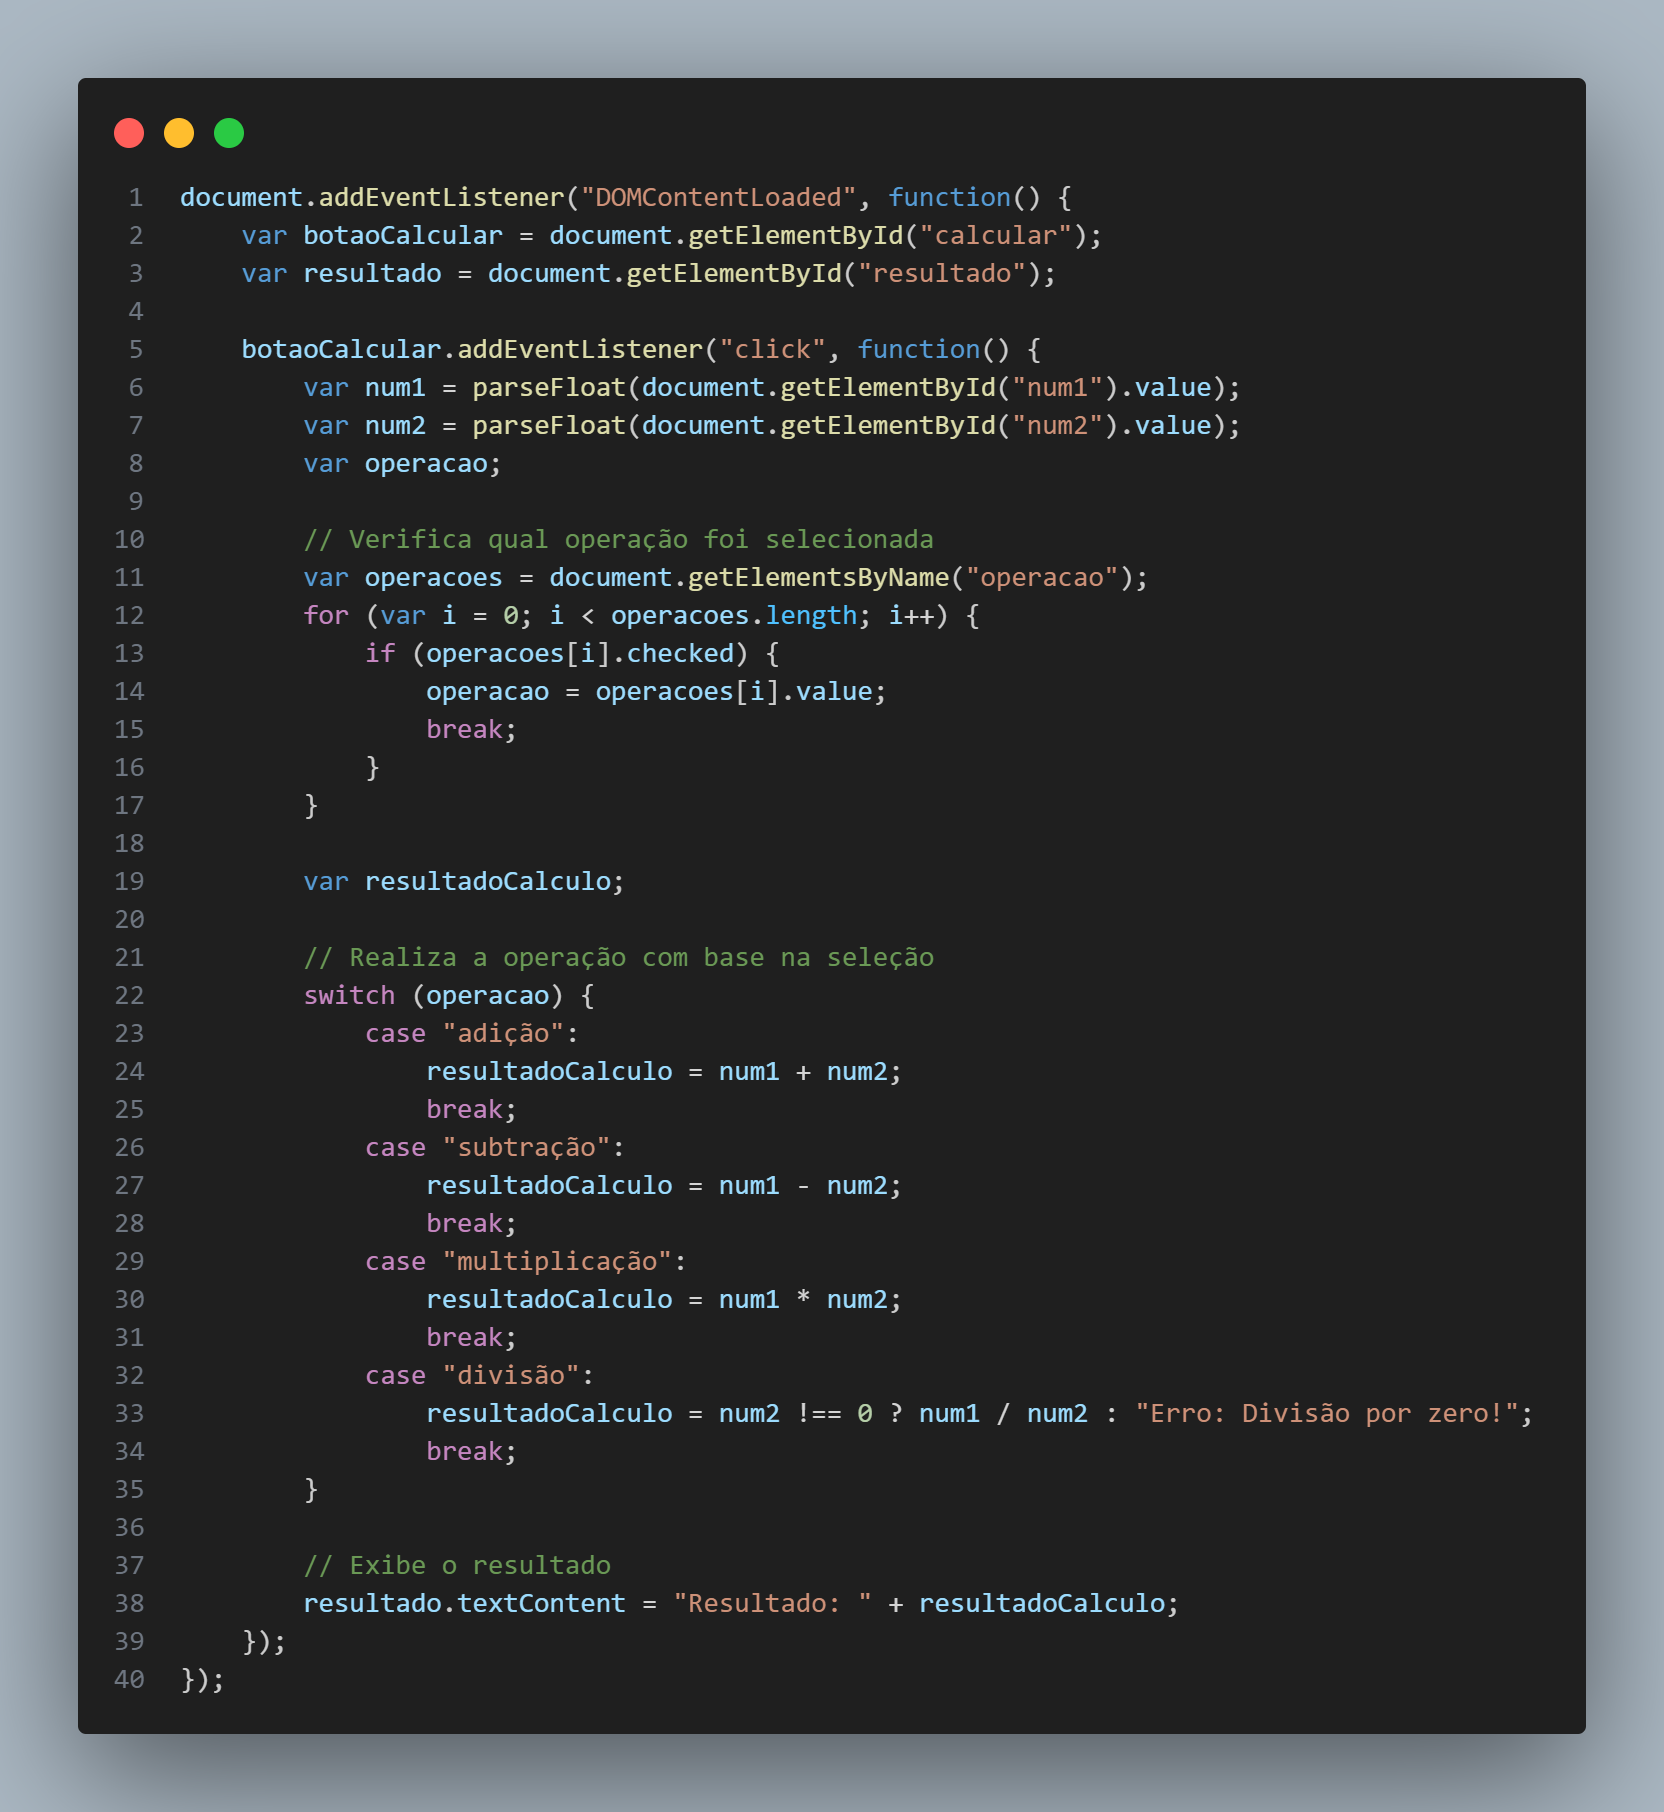 1 document.addEventListener("DOMContentLoaded", function() {
2     var botaoCalcular = document.getElementById("calcular");
3     var resultado = document.getElementById("resultado");
4
5     botaoCalcular.addEventListener("click", function() {
6         var num1 = parseFloat(document.getElementById("num1").value);
7         var num2 = parseFloat(document.getElementById("num2").value);
8         var operacao;
9
10         // Verifica qual operação foi selecionada
11         var operacoes = document.getElementsByName("operacao");
12         for (var i = 0; i < operacoes.length; i++) {
13             if (operacoes[i].checked) {
14                 operacao = operacoes[i].value;
15                 break;
16             }
17         }
18
19         var resultadoCalculo;
20
21         // Realiza a operação com base na seleção
22         switch (operacao) {
23             case "adição":
24                 resultadoCalculo = num1 + num2;
25                 break;
26             case "subtração":
27                 resultadoCalculo = num1 - num2;
28                 break;
29             case "multiplicação":
30                 resultadoCalculo = num1 * num2;
31                 break;
32             case "divisão":
33                 resultadoCalculo = num2 !== 0 ? num1 / num2 : "Erro: Divisão por zero!";
34                 break;
35         }
36
37         // Exibe o resultado
38         resultado.textContent = "Resultado: " + resultadoCalculo;
39     });
40 });